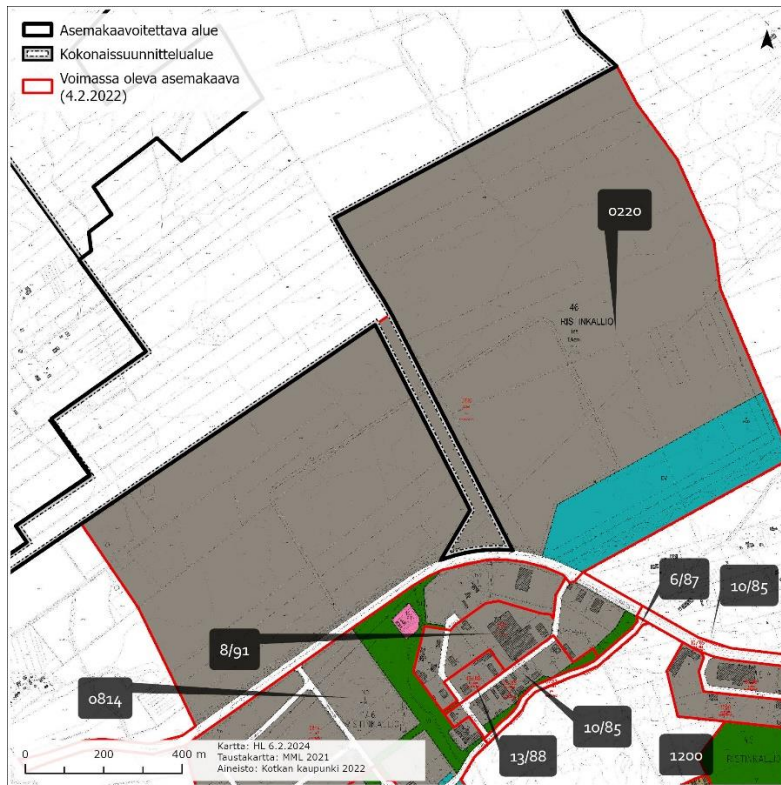 Asemakaavoitettava alue
Kokonaissuunnittelualue
Voimassa oleva asemakaava
(4.2.2022)
0220
46
RIS INKALLIO
6/87
10/85
8/91
0814
10/85
13/88
1200
RISTINKALLIO
0 200 400 m
Kartta: HL 6.2.2024
Taustakartta: MML 2021
Aineisto: Kotkan kaupunki 2022